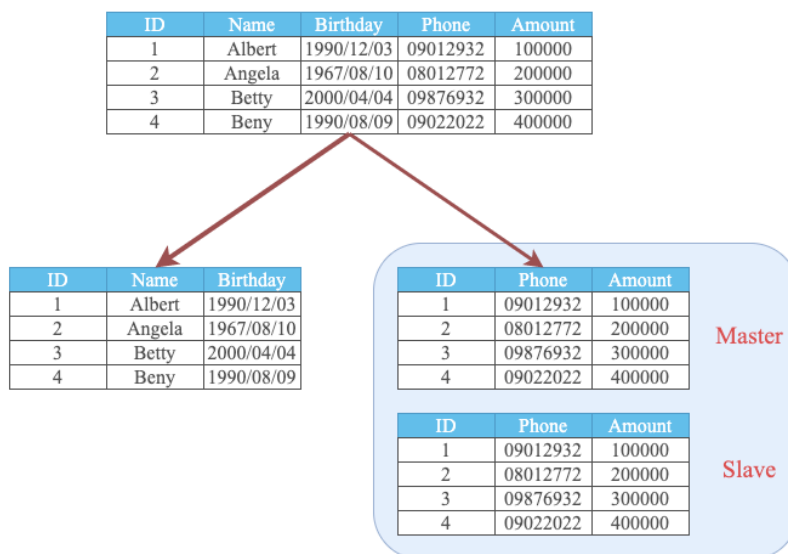 ID Name Birthday Phone Amount
1 Albert 1990/12/03 09012932 100000
2 Angela 1967/08/10 08012772 200000
3 Betty 2000/04/04 09876932 300000
4 Beny 1990/08/09 09022022 400000
ID Name Birthday
1 Albert 1990/12/03
2 Angela 1967/08/10
3 Betty 2000/04/04
4 Beny 1990/08/09
ID Phone Amount
1 09012932 100000
2 08012772 200000
3 09876932 300000
4 09022022 400000
Master
ID Phone Amount
1 09012932 100000
2 08012772 200000
3 09876932 300000
4 09022022 400000
Slave